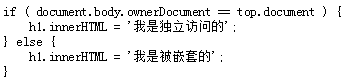 if ( document.body.ownerDocument == top.document ) {
    h1.innerHTML = '我是独立访问的';
} else {
    h1.innerHTML = '我是被嵌套的';
}